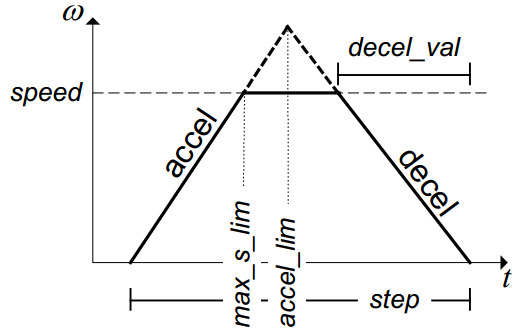 ω
decel_val
speed
accel
decel
max_s_lim
accel_lim
t
step